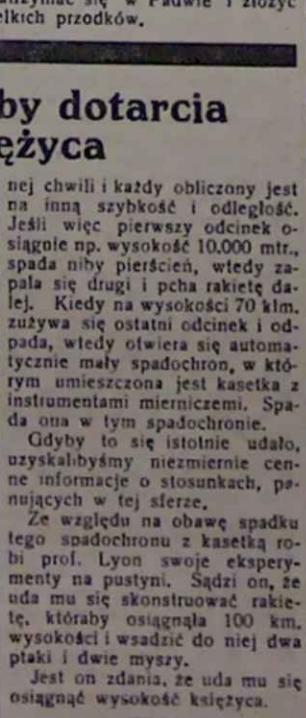 się w Padwie i złożyć
elkich przodków.
by dotarcia
ężyca
nej chwili i każdy obliczony jest
na inną szybkość i odległość.
Jeśli więc pierwszy odcinek o-
siągnie np. wysokość 10.000 mtr.,
spada niby pierścień, wtedy za-
pala się drugi i pcha rakietę da-
lej. Kiedy na wysokości 70 klm.
zużywa się ostatni odcinek i od-
pada, wtedy otwiera się automa-
tycznie mały spadochron, w któ-
rym umieszczona jest kasetka z
instrumentami mierniczemi. Spa-
da ona w tym spadochronie.
Gdyby to się istotnie udało,
uzyskalibyśmy niezmiernie cen-
ne informacje o stosunkach, pa-
nujących w tej sferze.
Ze względu na obawę spadku
tego spadochronu z kasetką ro-
bi prof. Lyon swoje ekspery-
menty na pustyni. Sądzi on, że
uda mu się skonstruować rakie-
tę, któraby osiągnąła 100 km.
wysokości i wsadzić do niej dwa
ptaki i dwie myszy.
Jest on zdania, że uda mu się
osiągnąć wysokość księżyca.